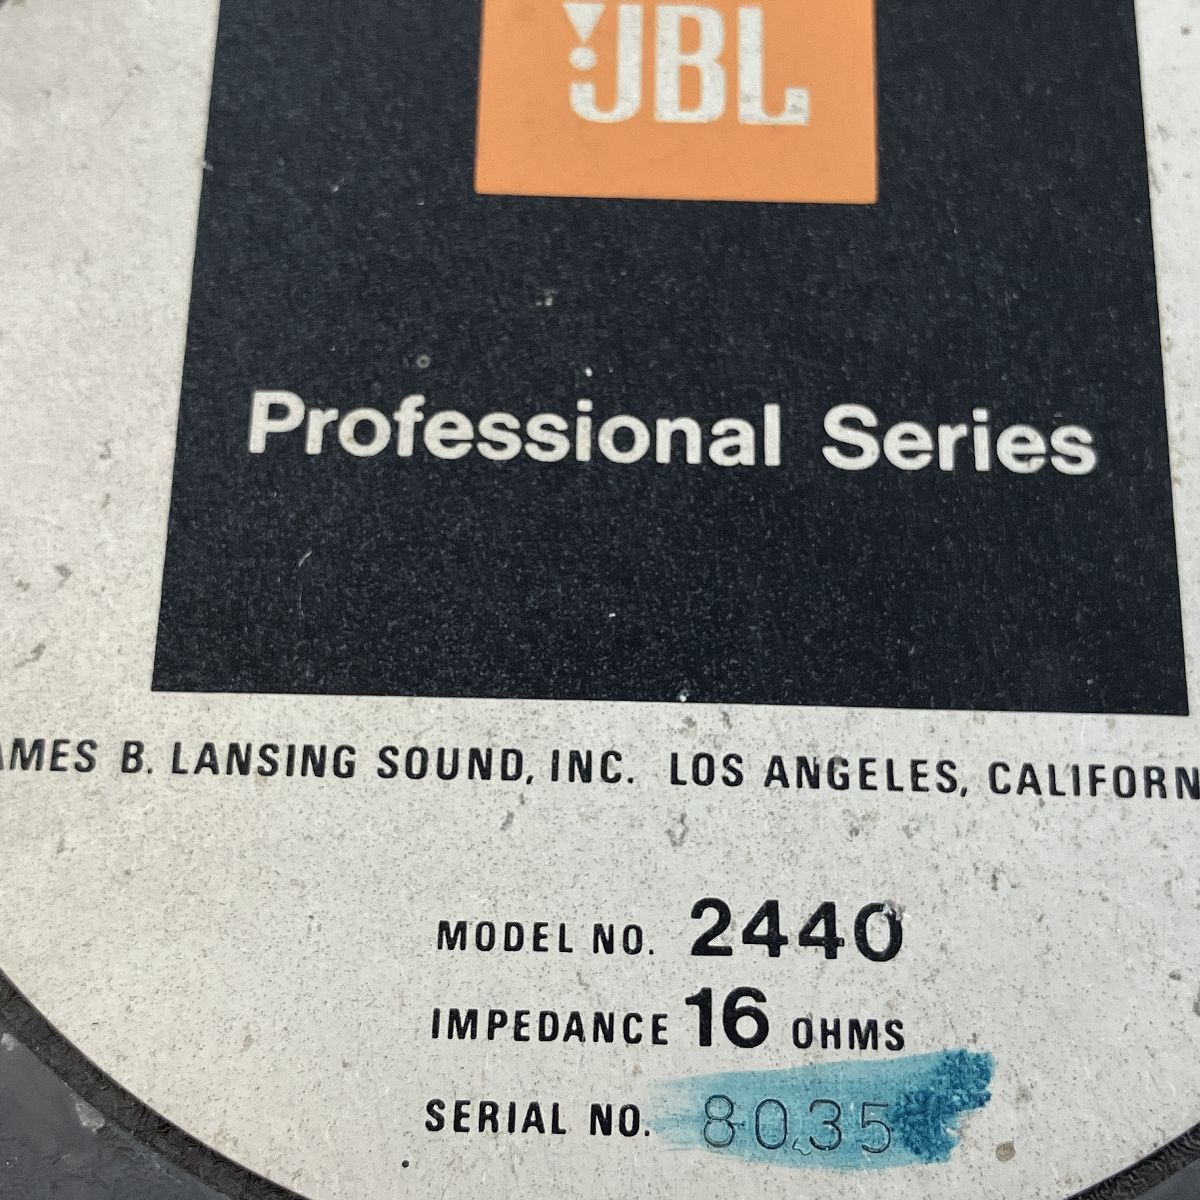 JBL
Professional Series
AMES B. LANSING SOUND, INC. LOS ANGELES, CALIFORN
MODEL NO. 2440
IMPEDANCE 16 OHMS
SERIAL NO. 8035